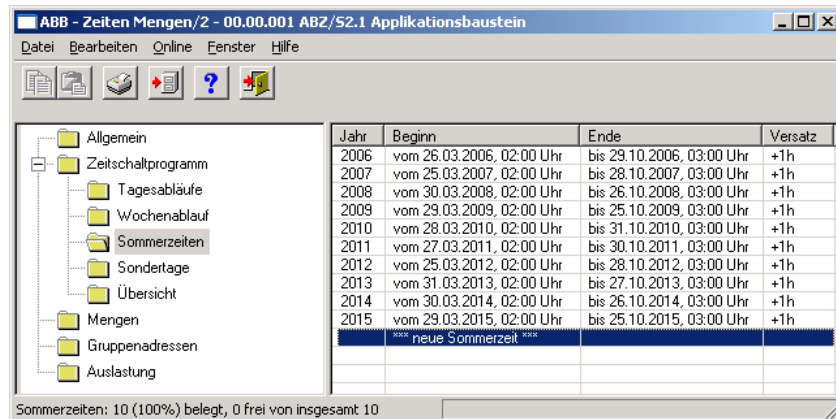 ABB - Zeiten Mengen/2 - 00.00.001 ABZ/S2.1 Applikationsbaustein
Datei Bearbeiten Online Fenster Hilfe
Allgemein
Zeitschaltprogramm
Tagesabläufe
Wochenablauf
Sommerzeiten
Sondertage
Übersicht
Mengen
Gruppenadressen
Auslastung
Jahr Beginn Ende Versatz
2006 vom 26.03.2006, 02:00 Uhr bis 29.10.2006, 03:00 Uhr +1h
2007 vom 25.03.2007, 02:00 Uhr bis 28.10.2007, 03:00 Uhr +1h
2008 vom 30.03.2008, 02:00 Uhr bis 26.10.2008, 03:00 Uhr +1h
2009 vom 29.03.2009, 02:00 Uhr bis 25.10.2009, 03:00 Uhr +1h
2010 vom 28.03.2010, 02:00 Uhr bis 31.10.2010, 03:00 Uhr +1h
2011 vom 27.03.2011, 02:00 Uhr bis 30.10.2011, 03:00 Uhr +1h
2012 vom 25.03.2012, 02:00 Uhr bis 28.10.2012, 03:00 Uhr +1h
2013 vom 31.03.2013, 02:00 Uhr bis 27.10.2013, 03:00 Uhr +1h
2014 vom 30.03.2014, 02:00 Uhr bis 26.10.2014, 03:00 Uhr +1h
2015 vom 29.03.2015, 02:00 Uhr bis 25.10.2015, 03:00 Uhr +1h
*** neue Sommerzeit ***
Sommerzeiten: 10 (100%) belegt, 0 frei von insgesamt 10